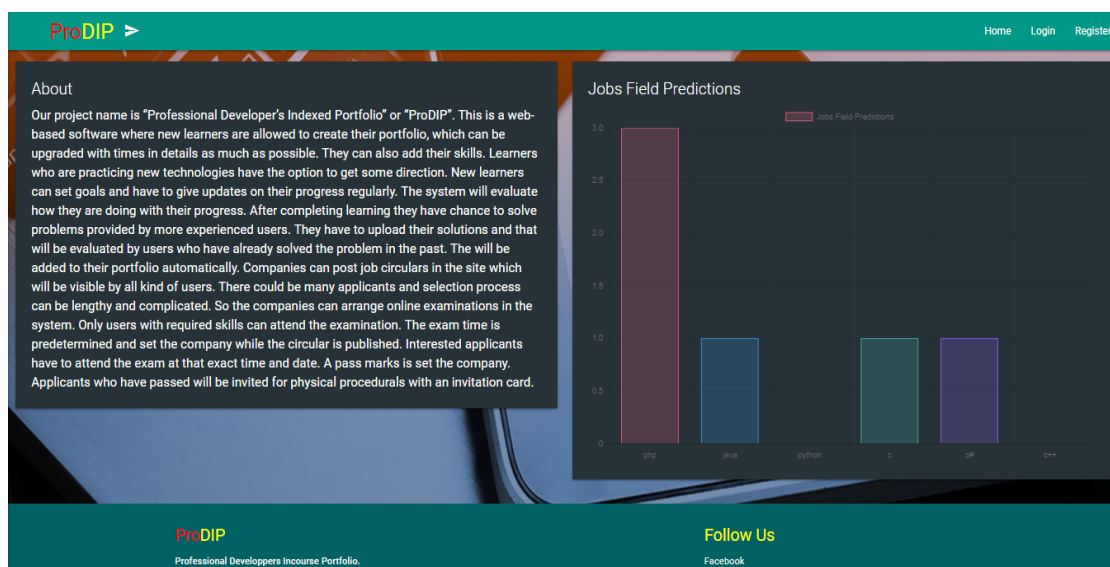 ProDIP
Home Login Register
About
Our project name is “Professional Developer’s Indexed Portfolio” or “ProDIP”. This is a web-
based software where new learners are allowed to create their portfolio, which can be
upgraded with times in details as much as possible. They can also add their skills. Learners
who are practicing new technologies have the option to get some direction. New learners
can set goals and have to give updates on their progress regularly. The system will evaluate
how they are doing with their progress. After completing learning they have chance to solve
problems provided by more experienced users. They have to upload their solutions and that
will be evaluated by users who have already solved the problem in the past. The will be
added to their portfolio automatically. Companies can post job circulars in the site which
will be visible by all kind of users. There could be many applicants and selection process
can be lengthy and complicated. So the companies can arrange online examinations in the
system. Only users with required skills can attend the examination. The exam time is
predetermined and set the company while the circular is published. Interested applicants
have to attend the exam at that exact time and date. A pass marks is set the company.
Applicants who have passed will be invited for physical procedurals with an invitation card.
Jobs Field Predictions
Jobs Field Predictions
3.0
2.5
2.0
1.5
1.0
0.5
0
php java python c c# c++
ProDIP
Professional Developpers Incourse Portfolio.
Follow Us
Facebook